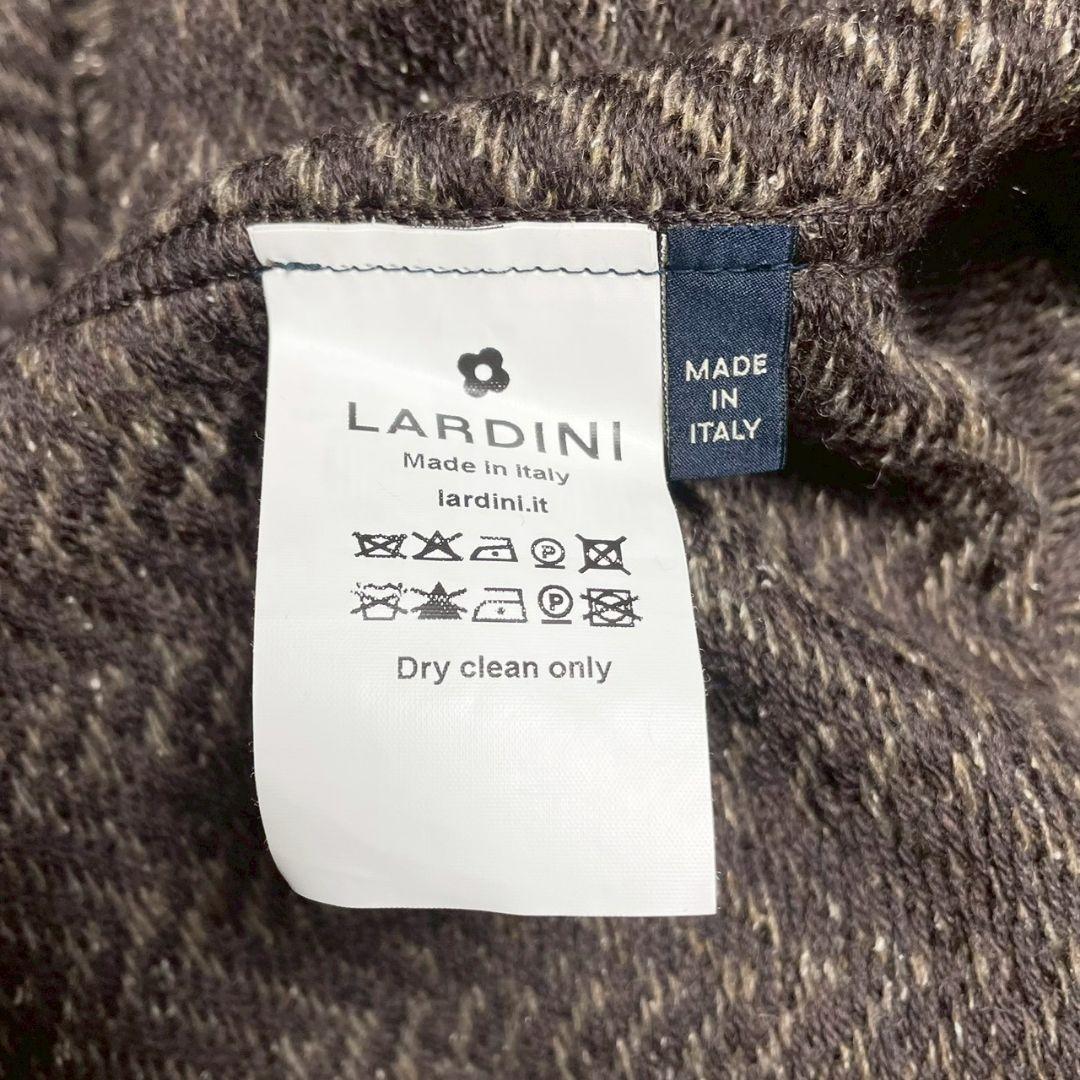 LARDINI
Made in Italy
lardini.it
P
P
Dry clean only
MADE
IN
ITALY